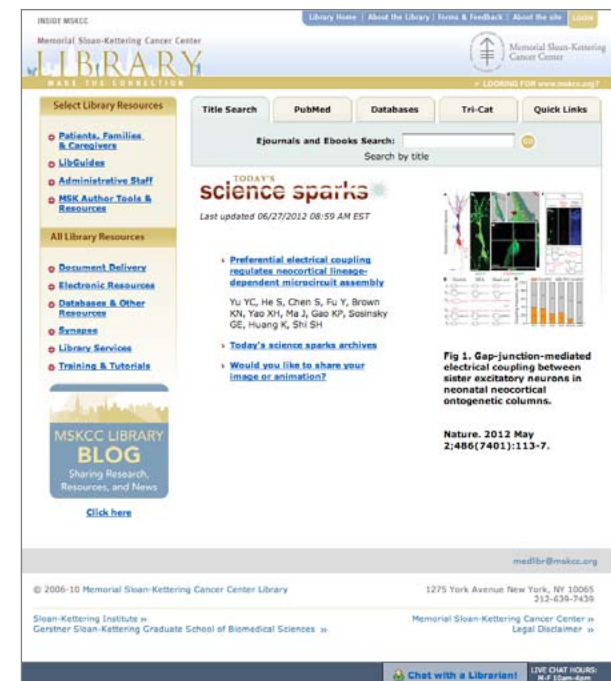 INSIDE MSKCC
Library Home | About the Library | Forms & Feedback | About the site
LOGIN
Memorial Sloan-Kettering Cancer Center
LIBRARY
MAKE THE CONNECTION
Memorial Sloan-Kettering
Cancer Center
» LOOKING FOR www.mskcc.org?
Select Library Resources
Patients, Families
& Caregivers
LibGuides
Administrative Staff
MSK Author Tools &
Resources
All Library Resources
Document Delivery
Electronic Resources
Databases & Other
Resources
Synapse
Library Services
Training & Tutorials
MSKCC LIBRARY
BLOG
Sharing Research,
Resources, and News
Click here
Title Search
PubMed
Databases
Tri-Cat
Quick Links
Ejournals and Ebooks Search:
GO
Search by title
TODAY'S
science sparks
Last updated 06/27/2012 08:59 AM EST
Preferential electrical coupling
regulates neocortical lineage-
dependent microcircuit assembly
Yu YC, He S, Chen S, Fu Y, Brown
KN, Yao XH, Ma J, Gao KP, Sosinsky
GE, Huang K, Shi SH
Today's science sparks archives
Would you like to share your
image or animation?
Fig 1. Gap-junction-mediated
electrical coupling between
sister excitatory neurons in
neonatal neocortical
ontogenetic columns.
Nature. 2012 May
2;486(7401):113-7.
medlibr@mskcc.org
© 2006-10 Memorial Sloan-Kettering Cancer Center Library
1275 York Avenue New York, NY 10065
212-639-7439
Sloan-Kettering Institute »
Gerstner Sloan-Kettering Graduate School of Biomedical Sciences »
Memorial Sloan-Kettering Cancer Center »
Legal Disclaimer »
Chat with a Librarian!
LIVE CHAT HOURS:
M-F 10am-4pm